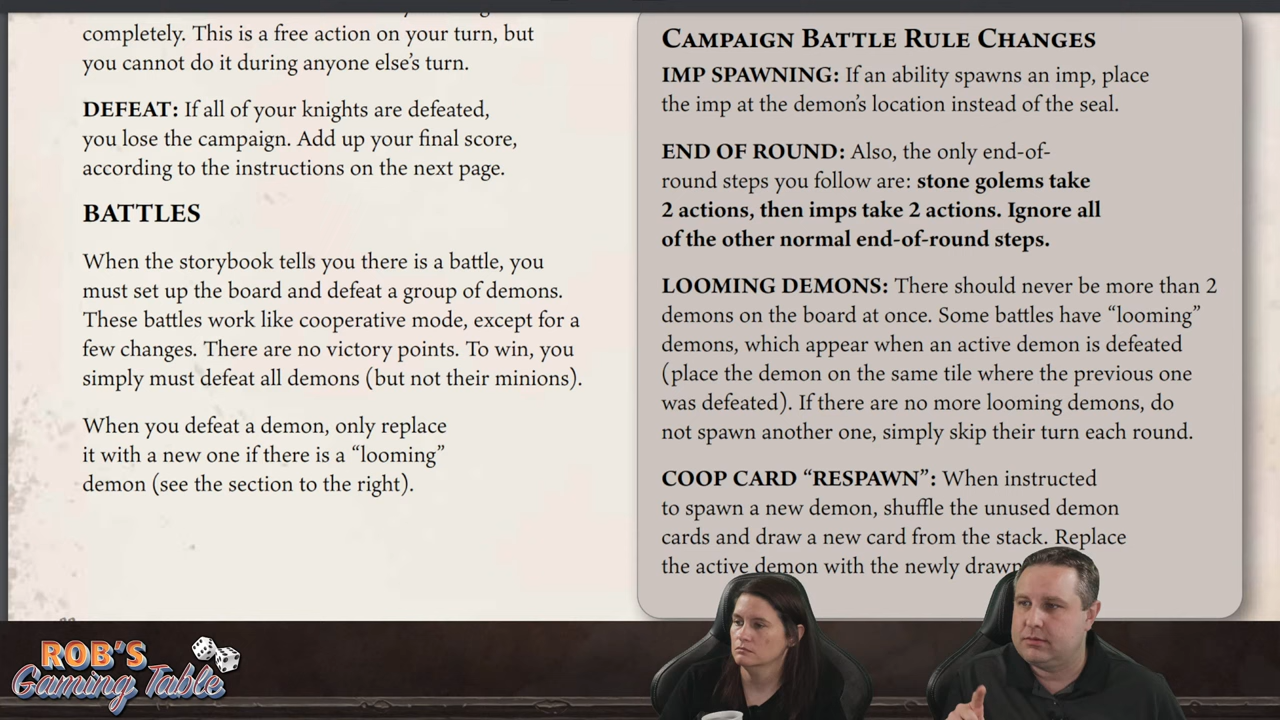 completely. This is a free action on your turn, but
you cannot do it during anyone else's turn.
DEFEAT: If all of your knights are defeated,
you lose the campaign. Add up your final score,
according to the instructions on the next page.
BATTLES
When the storybook tells you there is a battle, you
must set up the board and defeat a group of demons.
These battles work like cooperative mode, except for a
few changes. There are no victory points. To win, you
simply must defeat all demons (but not their minions).
When you defeat a demon, only replace
it with a new one if there is a “looming”
demon (see the section to the right).
CAMPAIGN BATTLE RULE CHANGES
IMP SPAWNING: If an ability spawns an imp, place
the imp at the demon's location instead of the seal.
END OF ROUND: Also, the only end-of-
round steps you follow are: stone golems take
2 actions, then imps take 2 actions. Ignore all
of the other normal end-of-round steps.
LOOMING DEMONS: There should never be more than 2
demons on the board at once. Some battles have “looming”
demons, which appear when an active demon is defeated
(place the demon on the same tile where the previous one
was defeated). If there are no more looming demons, do
not spawn another one, simply skip their turn each round.
COOP CARD “RESPAWN”: When instructed
to spawn a new demon, shuffle the unused demon
cards and draw a new card from the stack. Replace
the active demon with the newly drawn
ROB'S
Gaming Table